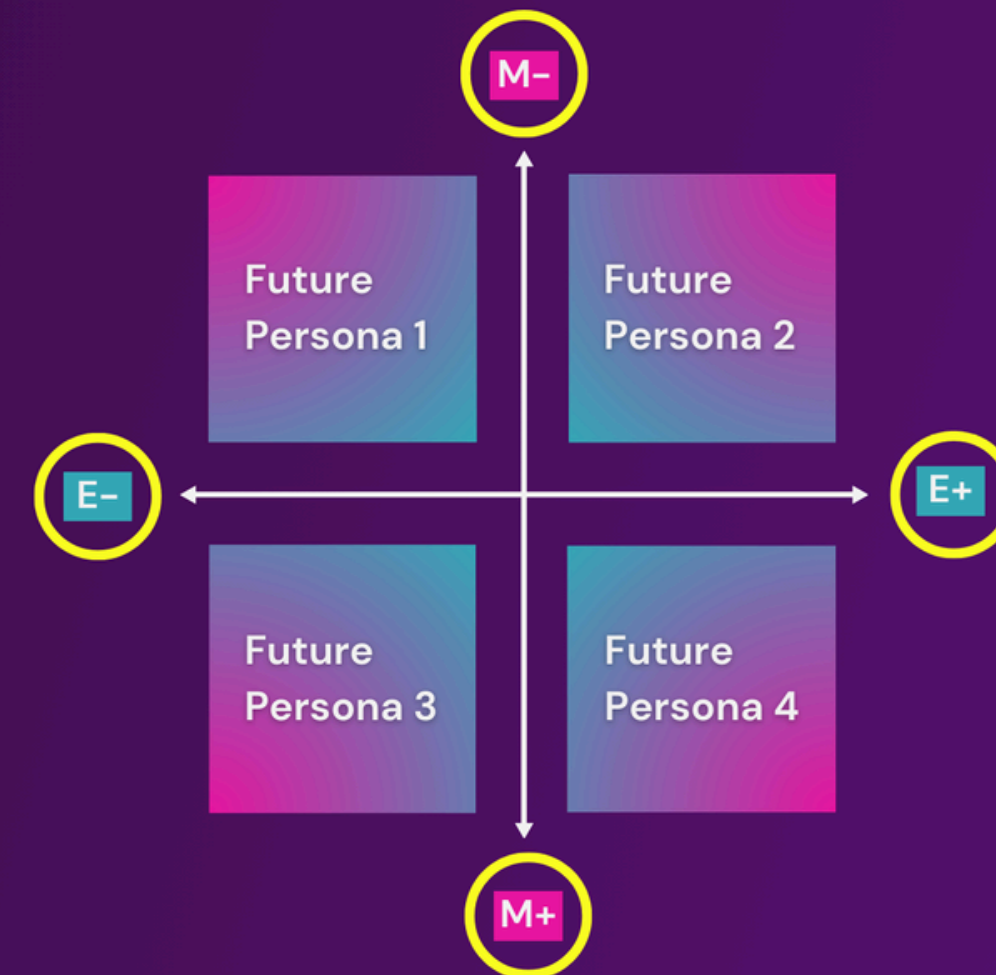 M-
Future
Persona 1
Future
Persona 2
E-
E+
Future
Persona 3
Future
Persona 4
M+